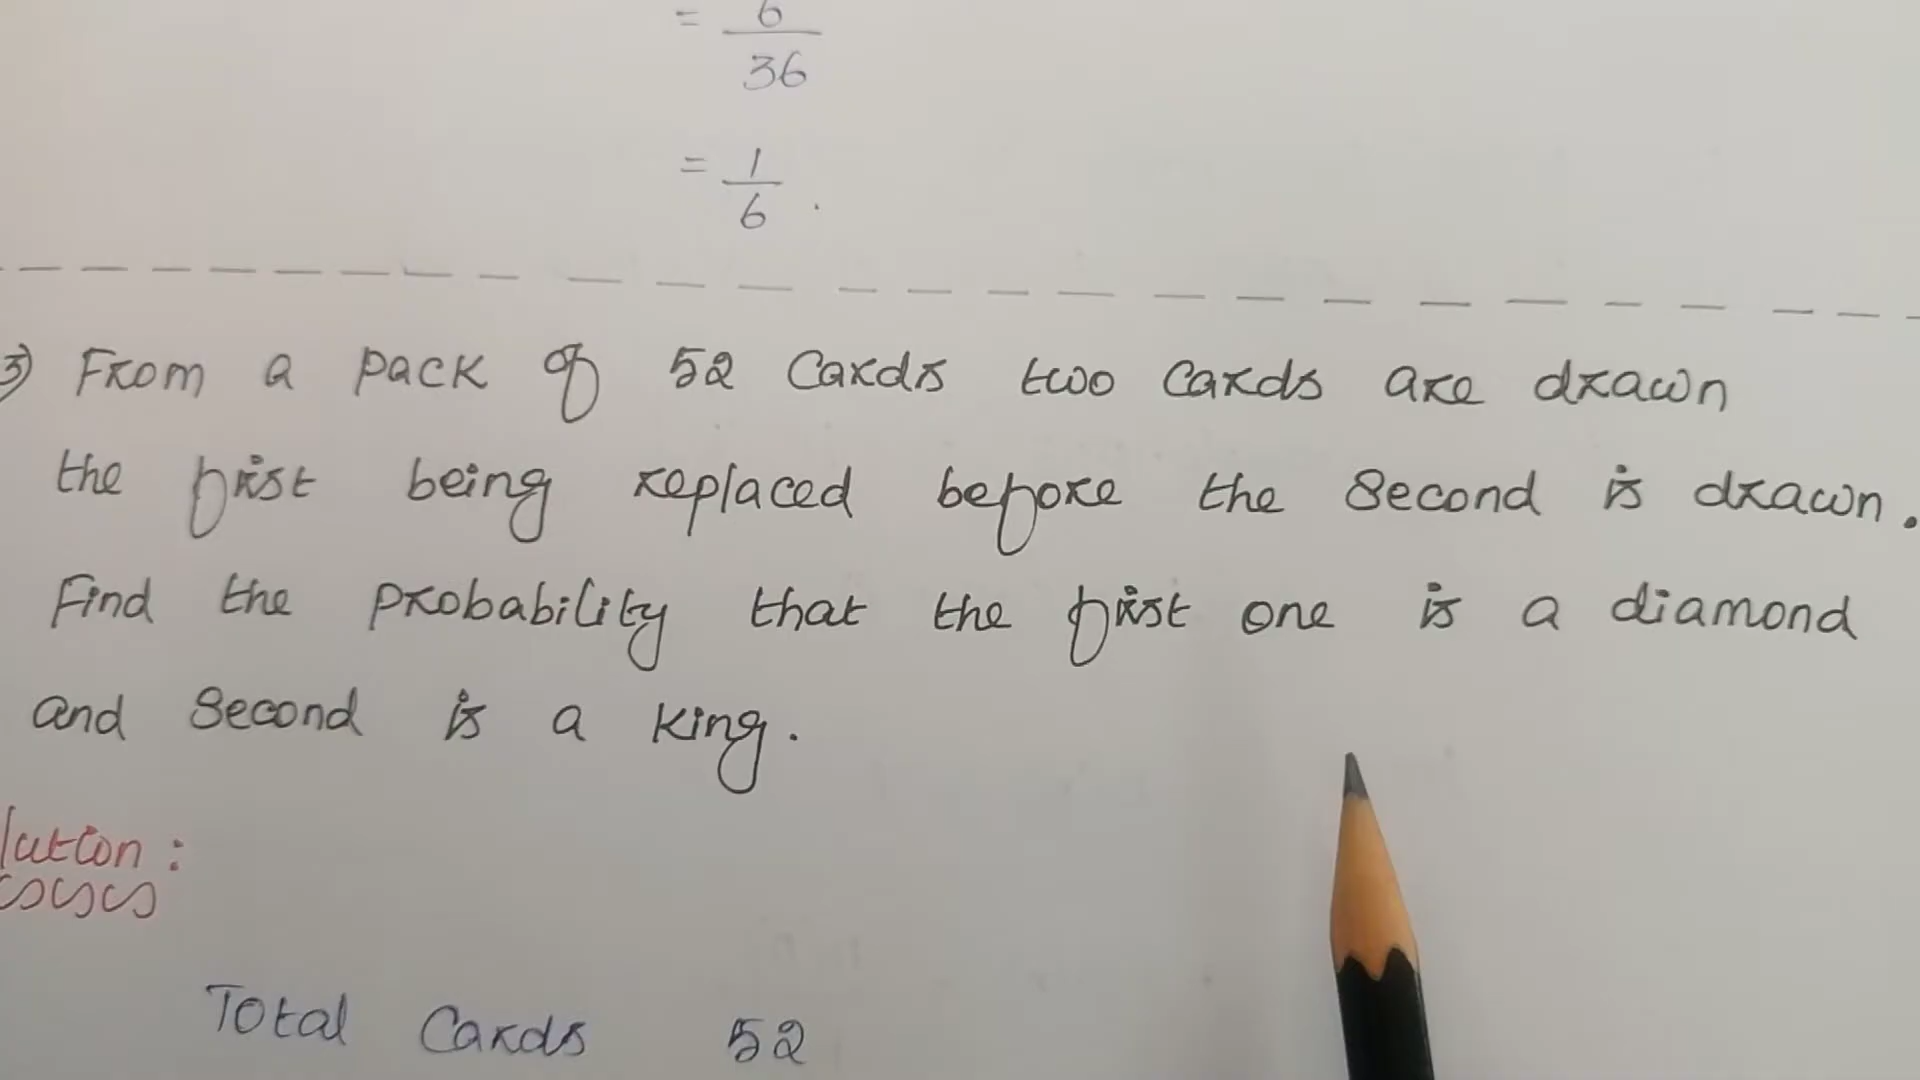 = 6
36
= 1
6 .
3) From a pack of 52 Cards two cards are drawn
the first being replaced before the Second is drawn.
Find the probability that the first one is a diamond
and Second is a king.
lution :
Total Cards 52